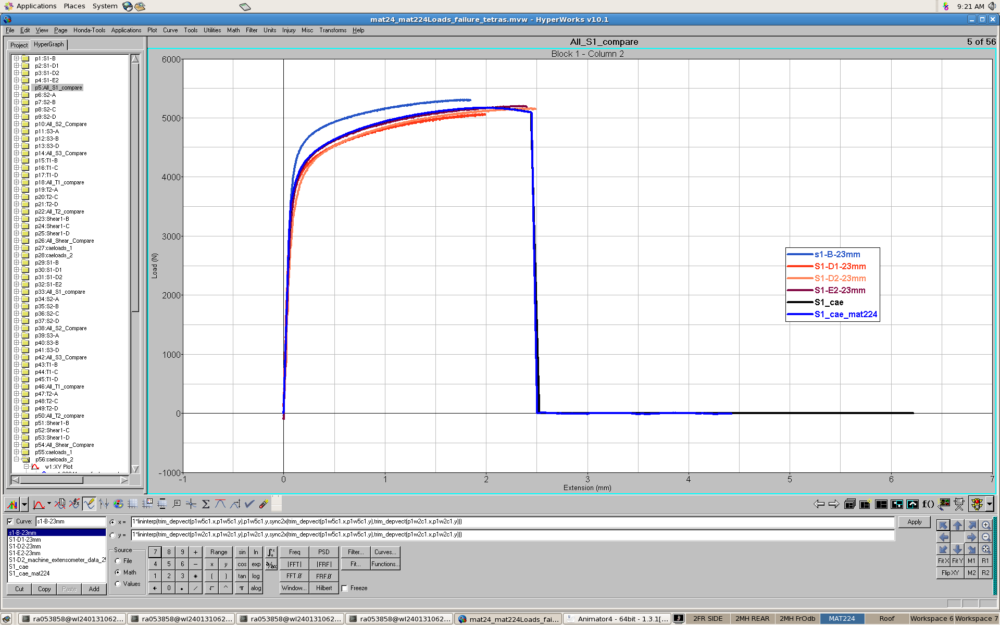 Applications Places System 9:21 AM
mat24_mat224Loads_failure_tetras.mvw - HyperWorks v10.1
File Edit View Page Honda-Tools Applications Plot Curve Tools Utilities Math Filter Units Injury Misc Transforms Help
Project HyperGraph
All_S1_compare 5 of 56
Block 1 - Column 2
p1:S1-B
p2:S1-D1
p3:S1-D2
p4:S1-E2
p5:All_S1_compare
p6:S2-A
p7:S2-B
p8:S2-C
p9:S2-D
p10:All_S2_Compare
p11:S3-A
p12:S3-B
p13:S3-D
p14:All_S3_Compare
p15:T1-B
p16:T1-C
p17:T1-D
p18:All_T1_compare
p19:T2-A
p20:T2-C
p21:T2-D
p22:All_T2_compare
p23:Shear1-B
p24:Shear1-C
p25:Shear1-D
p26:All_Shear_Compare
p27:caeloads_1
p28:caeloads_2
p29:S1-B
p30:S1-D1
p31:S1-D2
p32:S1-E2
p33:All_S1_compare
p34:S2-A
p35:S2-B
p36:S2-C
p37:S2-D
p38:All_S2_Compare
p39:S3-A
p40:S3-B
p41:S3-D
p42:All_S3_Compare
p43:T1-B
p44:T1-C
p45:T1-D
p46:All_T1_compare
p47:T2-A
p48:T2-C
p49:T2-D
p50:All_T2_compare
p51:Shear1-B
p52:Shear1-C
p53:Shear1-D
p54:All_Shear_Compare
p55:caeloads_1
p56:caeloads_2
w1:XY Plot
6000
5000
4000
3000
2000
1000
0
-1000
Load (N)
-1 0 1 2 3 4 5 6 7
Extension (mm)
s1-B-23mm
S1-D1-23mm
S1-D2-23mm
S1-E2-23mm
S1_cae
S1_cae_mat224
f()
Curve: s1-B-23mm
x = 1*lininterp(trim_depvect(p1w5c1.x,p1w5c1.y),p1w5c1.y,sync2x(trim_depvect(p1w5c1.x,p1w5c1.y),trim_depvect(p1w2c1.x,p1w2c1.y)))
Apply
y = 1*lininterp(trim_depvect(p1w2c1.x,p1w2c1.y),p1w2c1.y,sync2x(trim_depvect(p1w5c1.x,p1w5c1.y),trim_depvect(p1w2c1.x,p1w2c1.y)))
s1-B-23mm
S1-D1-23mm
S1-D2-23mm
S1-E2-23mm
S1-D2_machine_extensometer_data_2
S1_cae
S1_cae_mat224
Cut Copy Paste Add
Source
File
Math
Values
7 8 9 + Range sin ln Freq PSD Filter... Curves...
4 5 6 − x y cos exp |FFT| |FRF| Fit... Functions...
1 2 3 * ( ) tan log FFT Ø FRF Ø
0 . / √ ^ π alog Window... Hilbert Freeze
Fit X Fit Y M1 R1
Flip XY M2 R2
ra053858@wl240131062... ra053858@wl240131062... ra053858@wl240131062... ra053858@wl240131062... mat24_mat224Loads_fai... Animator4 - 64bit - 1.3.1[... 2FR SIDE 2MH REAR 2MH FrOdb MAT224 Roof Workspace 6 Workspace 7